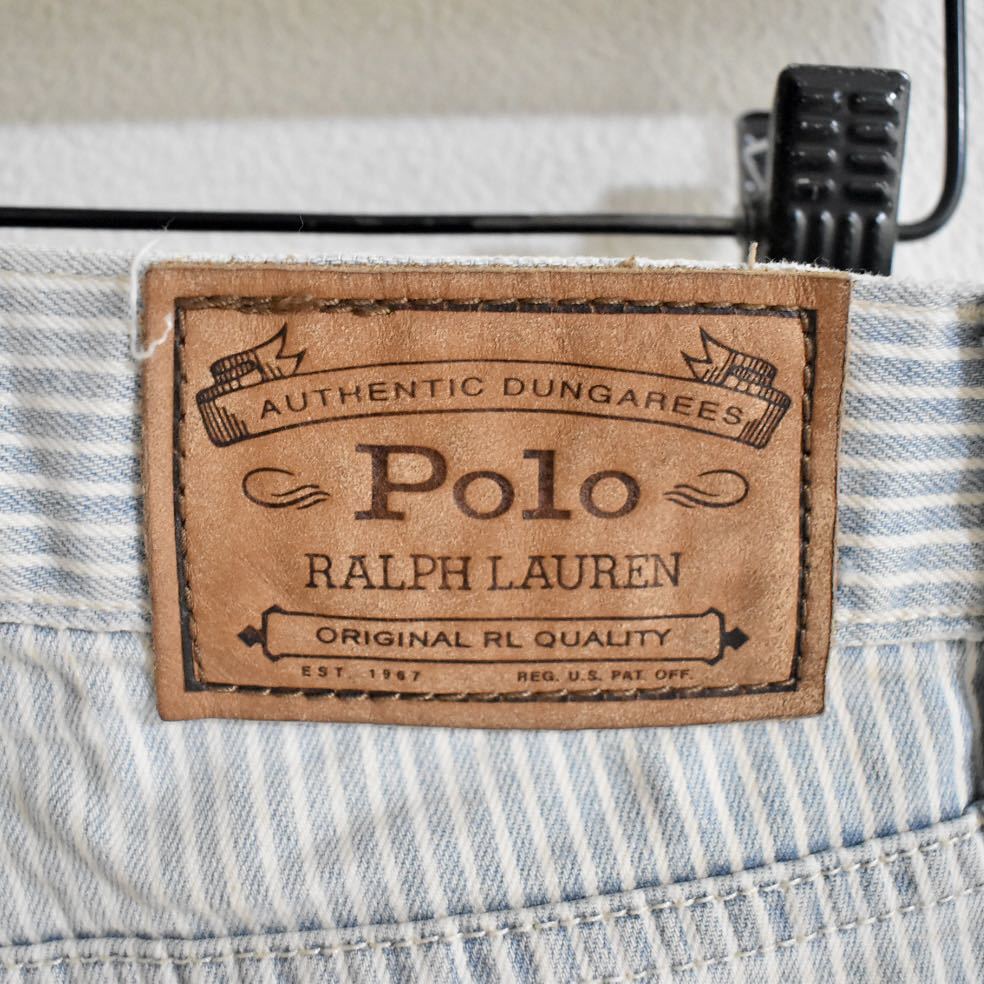 AUTHENTIC DUNGAREES
Polo
RALPH LAUREN
ORIGINAL RL QUALITY
EST. 1967 REG. U.S. PAT. OFF.